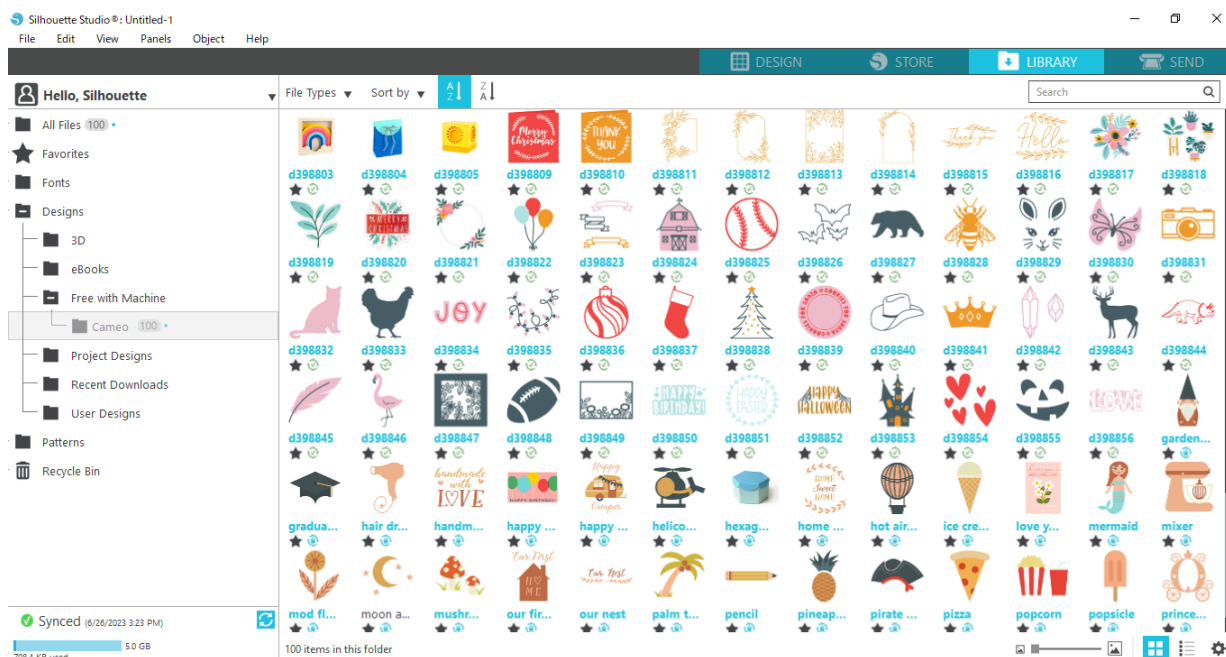 Silhouette Studio®: Untitled-1
File Edit View Panels Object Help
DESIGN STORE LIBRARY SEND
Hello, Silhouette
File Types Sort by A Z Z A Search
All Files 100
Favorites
Fonts
Designs
3D
eBooks
Free with Machine
Cameo 100
Project Designs
Recent Downloads
User Designs
Patterns
Recycle Bin
Merry Christmas THANK YOU Thank you Hello
d398803 d398804 d398805 d398809 d398810 d398811 d398812 d398813 d398814 d398815 d398816 d398817 d398818
MERRY CHRISTMAS
d398819 d398820 d398821 d398822 d398823 d398824 d398825 d398826 d398827 d398828 d398829 d398830 d398831
JOY
d398832 d398833 d398834 d398835 d398836 d398837 d398838 d398839 d398840 d398841 d398842 d398843 d398844
HAPPY BIRTHDAY! HAPPY EASTER HAPPY HALLOWEEN LOVE
d398845 d398846 d398847 d398848 d398849 d398850 d398851 d398852 d398853 d398854 d398855 d398856 garden...
handmade with LOVE HAPPY BIRTHDAY Happy Camper HOME Sweet HOME
gradua... hair dr... handm... happy ... happy ... helico... hexag... home ... hot air... ice cre... love y... mermaid mixer
Our First HOME Our Nest
mod fl... moon a... mushr... our fir... our nest palm t... pencil pineap... pirate ... pizza popcorn popsicle prince...
Synced (6/26/2023 3:23 PM)
5.0 GB
100 items in this folder